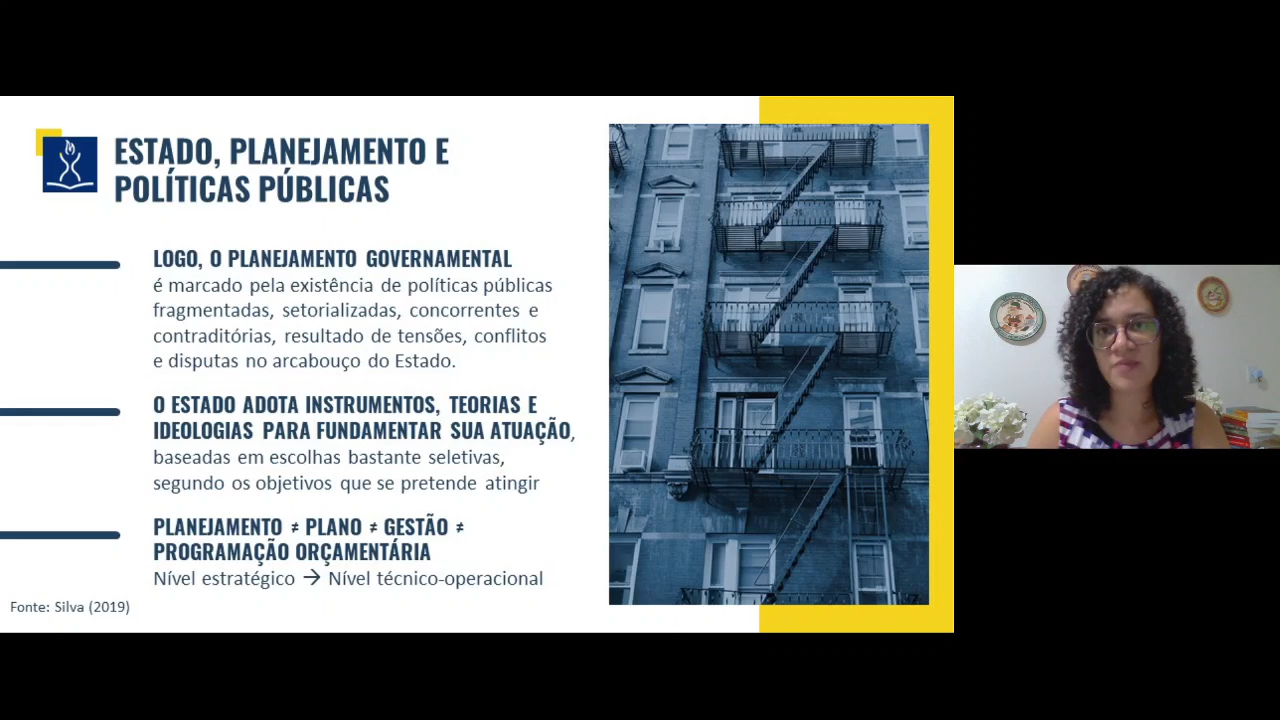 ESTADO, PLANEJAMENTO E
POLÍTICAS PÚBLICAS
LOGO, O PLANEJAMENTO GOVERNAMENTAL
é marcado pela existência de políticas públicas
fragmentadas, setorializadas, concorrentes e
contraditórias, resultado de tensões, conflitos
e disputas no arcabouço do Estado.
O ESTADO ADOTA INSTRUMENTOS, TEORIAS E
IDEOLOGIAS PARA FUNDAMENTAR SUA ATUAÇÃO,
baseadas em escolhas bastante seletivas,
segundo os objetivos que se pretende atingir
PLANEJAMENTO ≠ PLANO ≠ GESTÃO ≠
PROGRAMAÇÃO ORÇAMENTÁRIA
Nível estratégico → Nível técnico-operacional
Fonte: Silva (2019)